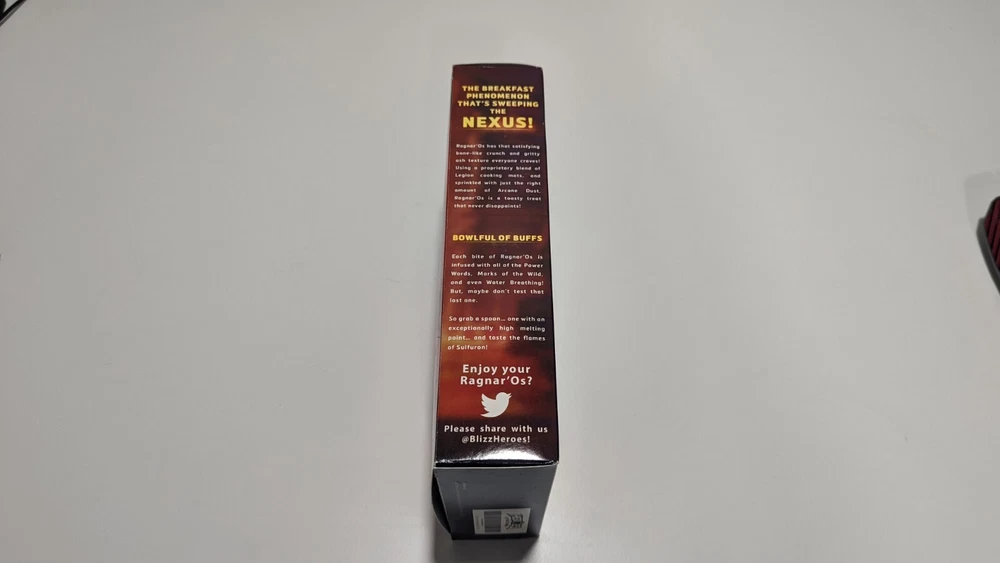 THE BREAKFAST
PHENOMENON
THAT'S SWEEPING
THE
NEXUS!
Ragnar'Os has that satisfying
bone-like crunch and gritty
ash texture everyone craves!
Using a proprietary blend of
Legion cooking mats, and
sprinkled with just the right
amount of Arcane Dust,
Ragnar'Os is a toasty treat
that never disappoints!
BOWLFUL OF BUFFS
Each bite of Ragnar'Os is
infused with all of the Power
Words, Marks of the Wild,
and even Water Breathing!
But, maybe don't test that
last one.
So grab a spoon... one with an
exceptionally high melting
point... and taste the flames
of Sulfuron!
Enjoy your
Ragnar'Os?
Please share with us
@BlizzHeroes!